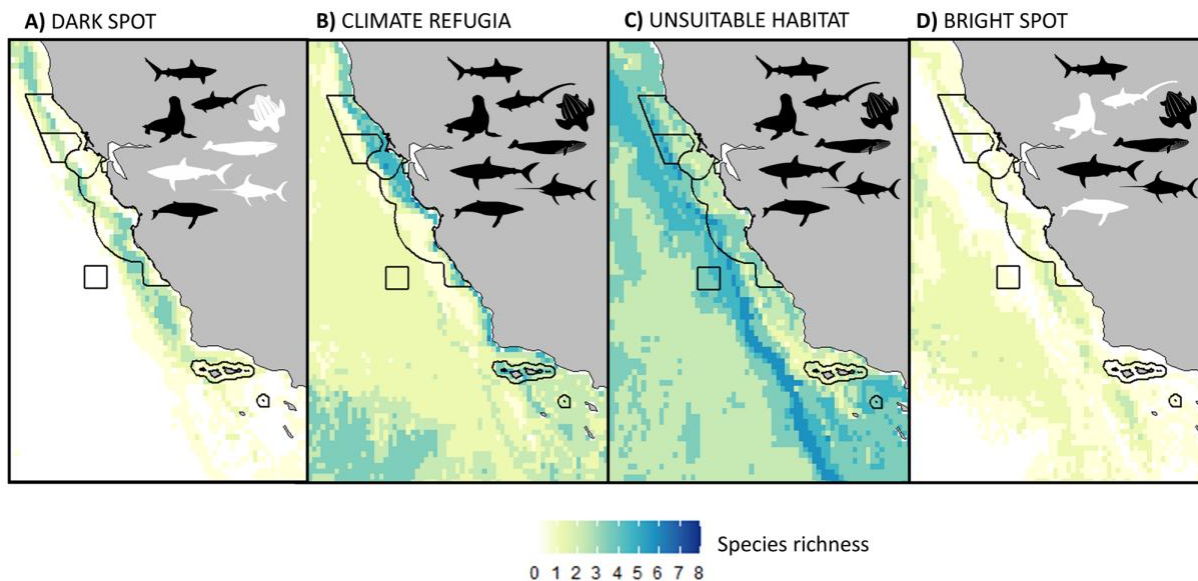 A) DARK SPOT
B) CLIMATE REFUGIA
C) UNSUITABLE HABITAT
D) BRIGHT SPOT
Species richness
0 1 2 3 4 5 6 7 8